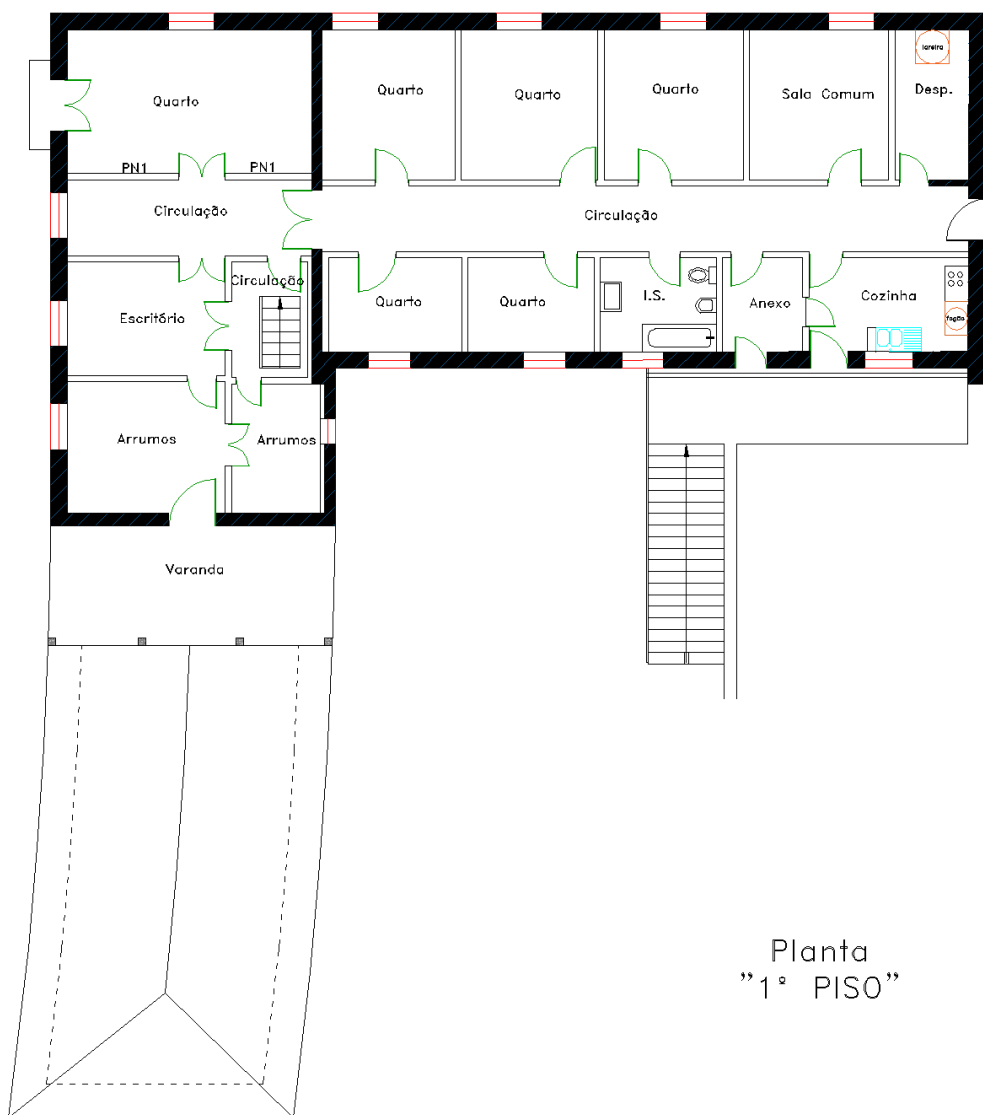 lareira
Quarto
Quarto
Quarto
Quarto
Sala Comum
Desp.
PN1
PN1
Circulação
Circulação
Circulação
Escritório
Quarto
Quarto
I.S.
Anexo
Cozinha
fogão
Arrumos
Arrumos
Varanda
Planta
"1º PISO"